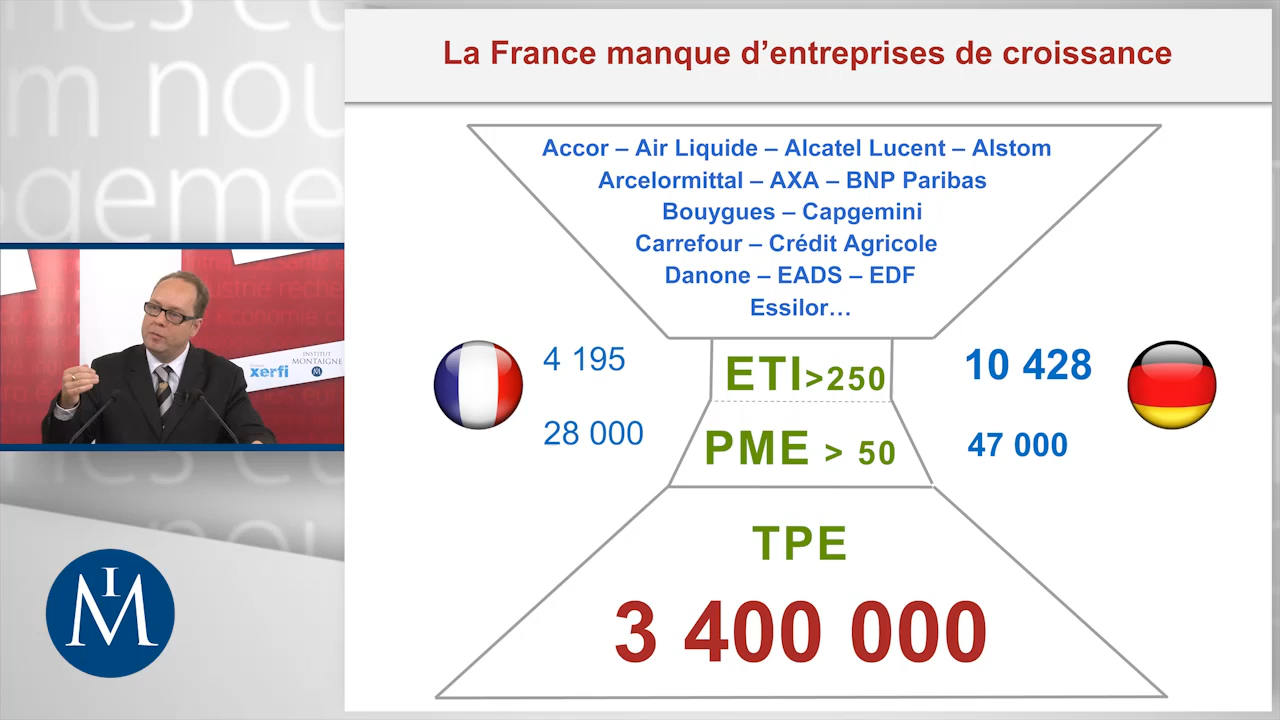 La France manque d’entreprises de croissance
Accor – Air Liquide – Alcatel Lucent – Alstom
Arcelormittal – AXA – BNP Paribas
Bouygues – Capgemini
Carrefour – Crédit Agricole
Danone – EADS – EDF
Essilor…
4 195
ETI>250
10 428
28 000
PME > 50
47 000
TPE
3 400 000
INSTITUT
MONTAIGNE
xerfi
IM
nou
geme